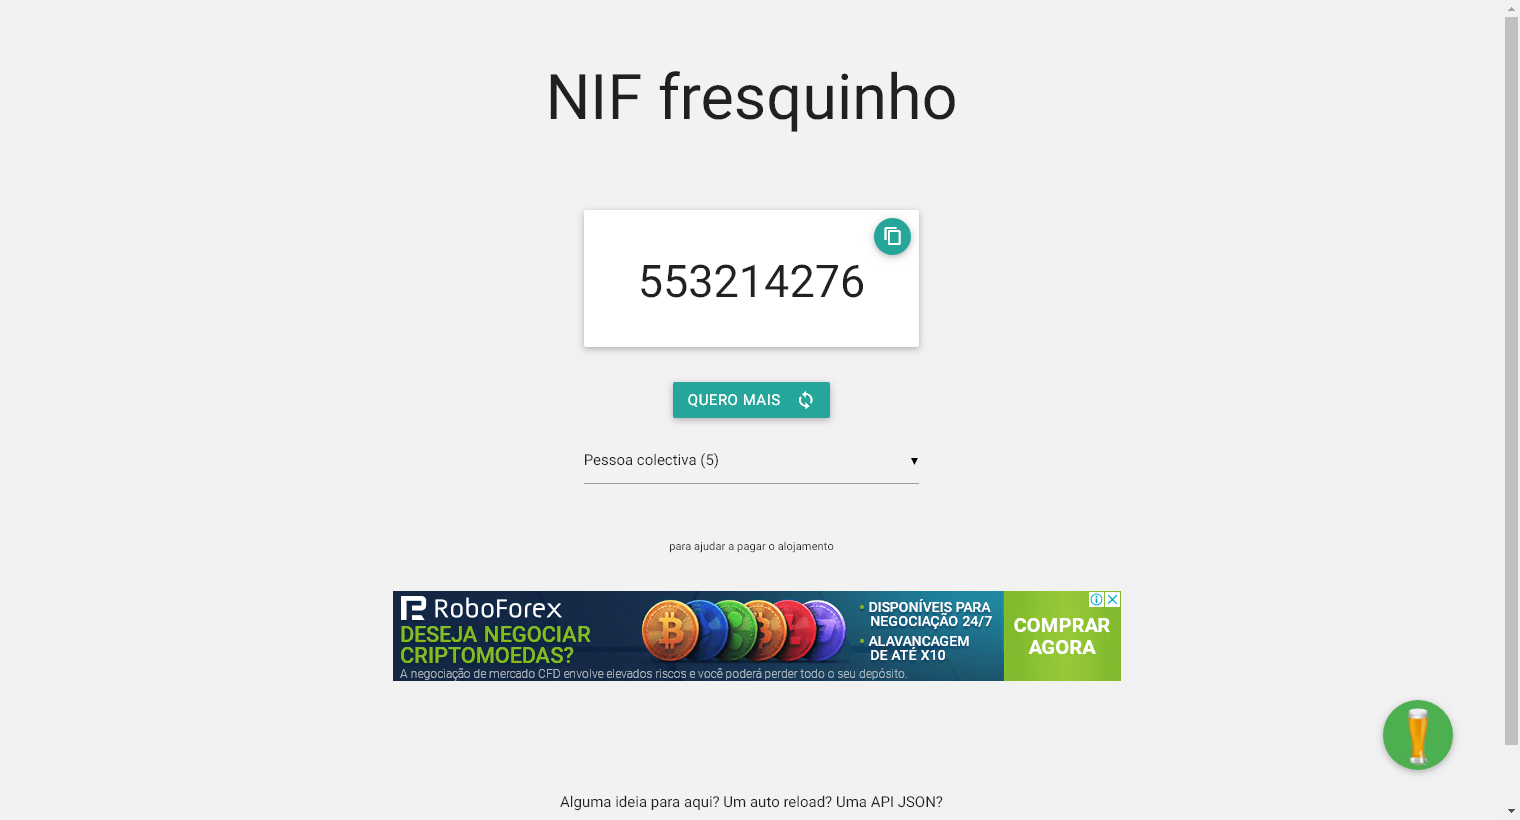 NIF fresquinho
553214276
QUERO MAIS
Pessoa colectiva (5)
▼
para ajudar a pagar o alojamento
RoboForex
DESEJA NEGOCIAR
CRIPTOMOEDAS?
A negociação de mercado CFD envolve elevados riscos e você poderá perder todo o seu depósito.
• DISPONÍVEIS PARA
NEGOCIAÇÃO 24/7
• ALAVANCAGEM
DE ATÉ X10
COMPRAR
AGORA
Alguma ideia para aqui? Um auto reload? Uma API JSON?